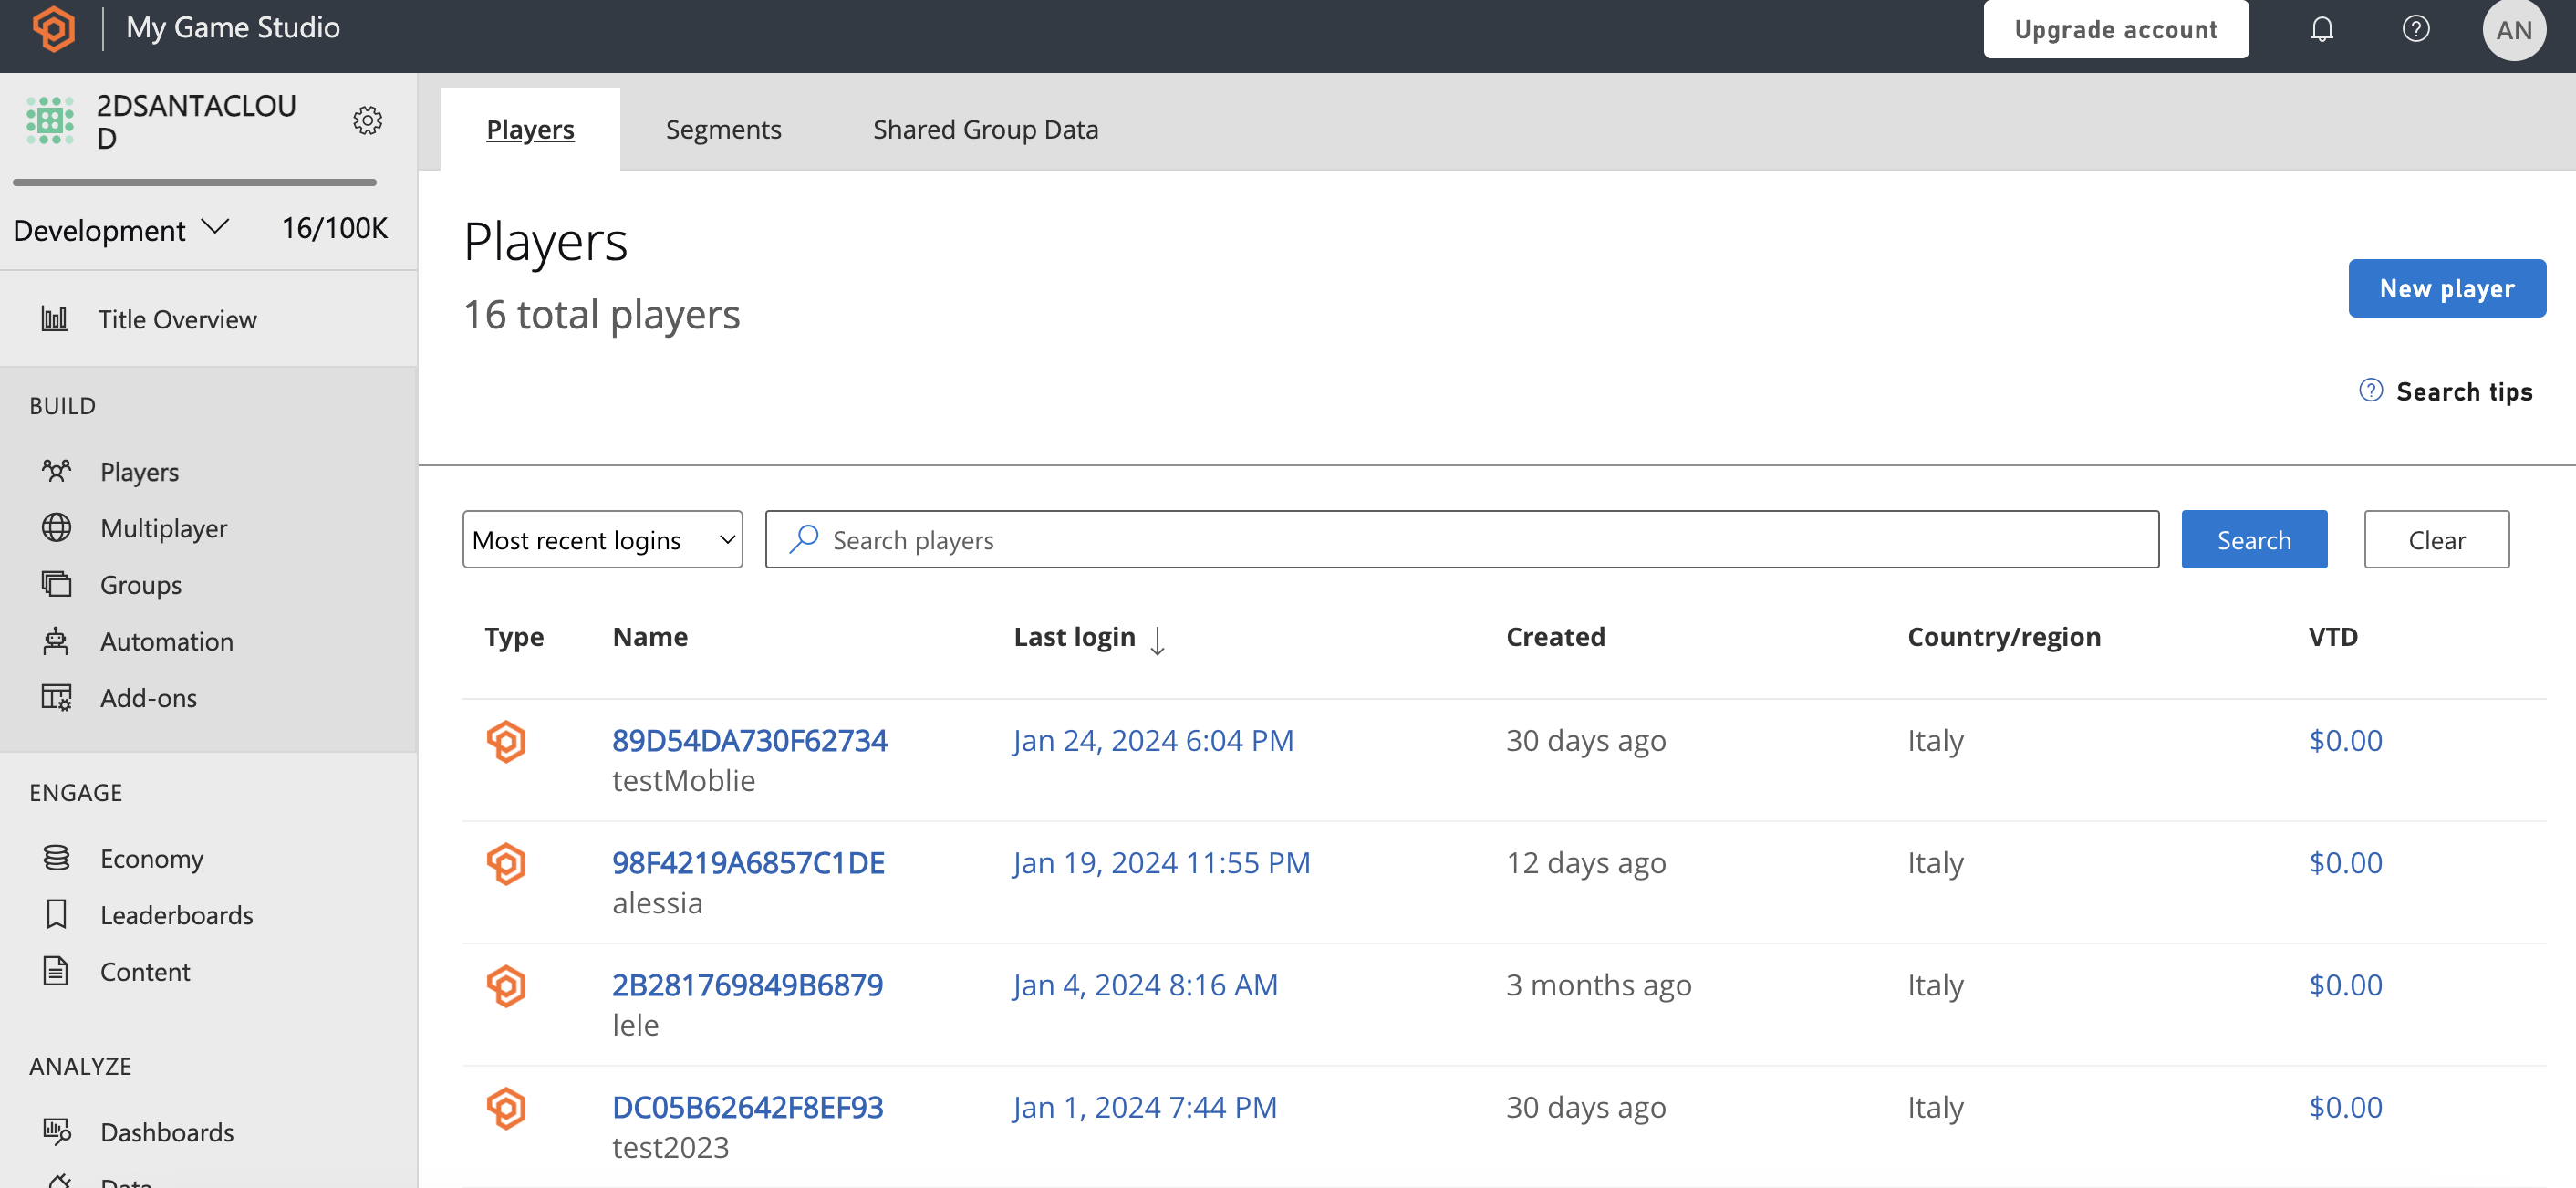 My Game Studio
Upgrade account
AN
2DSANTACLOU
D
Development
16/100K
Title Overview
BUILD
Players
Multiplayer
Groups
Automation
Add-ons
ENGAGE
Economy
Leaderboards
Content
ANALYZE
Dashboards
Data
Players
Segments
Shared Group Data
Players
16 total players
New player
Search tips
Most recent logins
Search players
Search
Clear
Type Name Last login Created Country/region VTD
89D54DA730F62734 Jan 24, 2024 6:04 PM 30 days ago Italy $0.00
testMoblie
98F4219A6857C1DE Jan 19, 2024 11:55 PM 12 days ago Italy $0.00
alessia
2B281769849B6879 Jan 4, 2024 8:16 AM 3 months ago Italy $0.00
lele
DC05B62642F8EF93 Jan 1, 2024 7:44 PM 30 days ago Italy $0.00
test2023